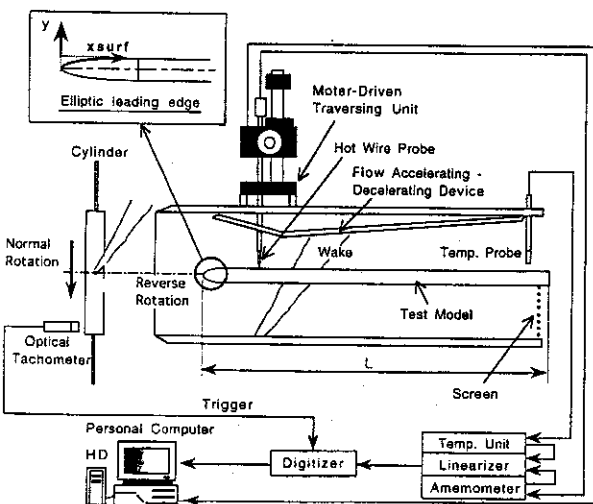 y
xsurf
Elliptic leading edge
Moter-Driven
Traversing Unit
Cylinder
Hot Wire Probe
Flow Accelerating -
Decelerating Device
Normal
Rotation
Wake
Temp. Probe
Reverse
Rotation
Test Model
Optical
Tachometer
L
Screen
Trigger
Personal Computer
HD
Digitizer
Temp. Unit
Linearizer
Amemometer